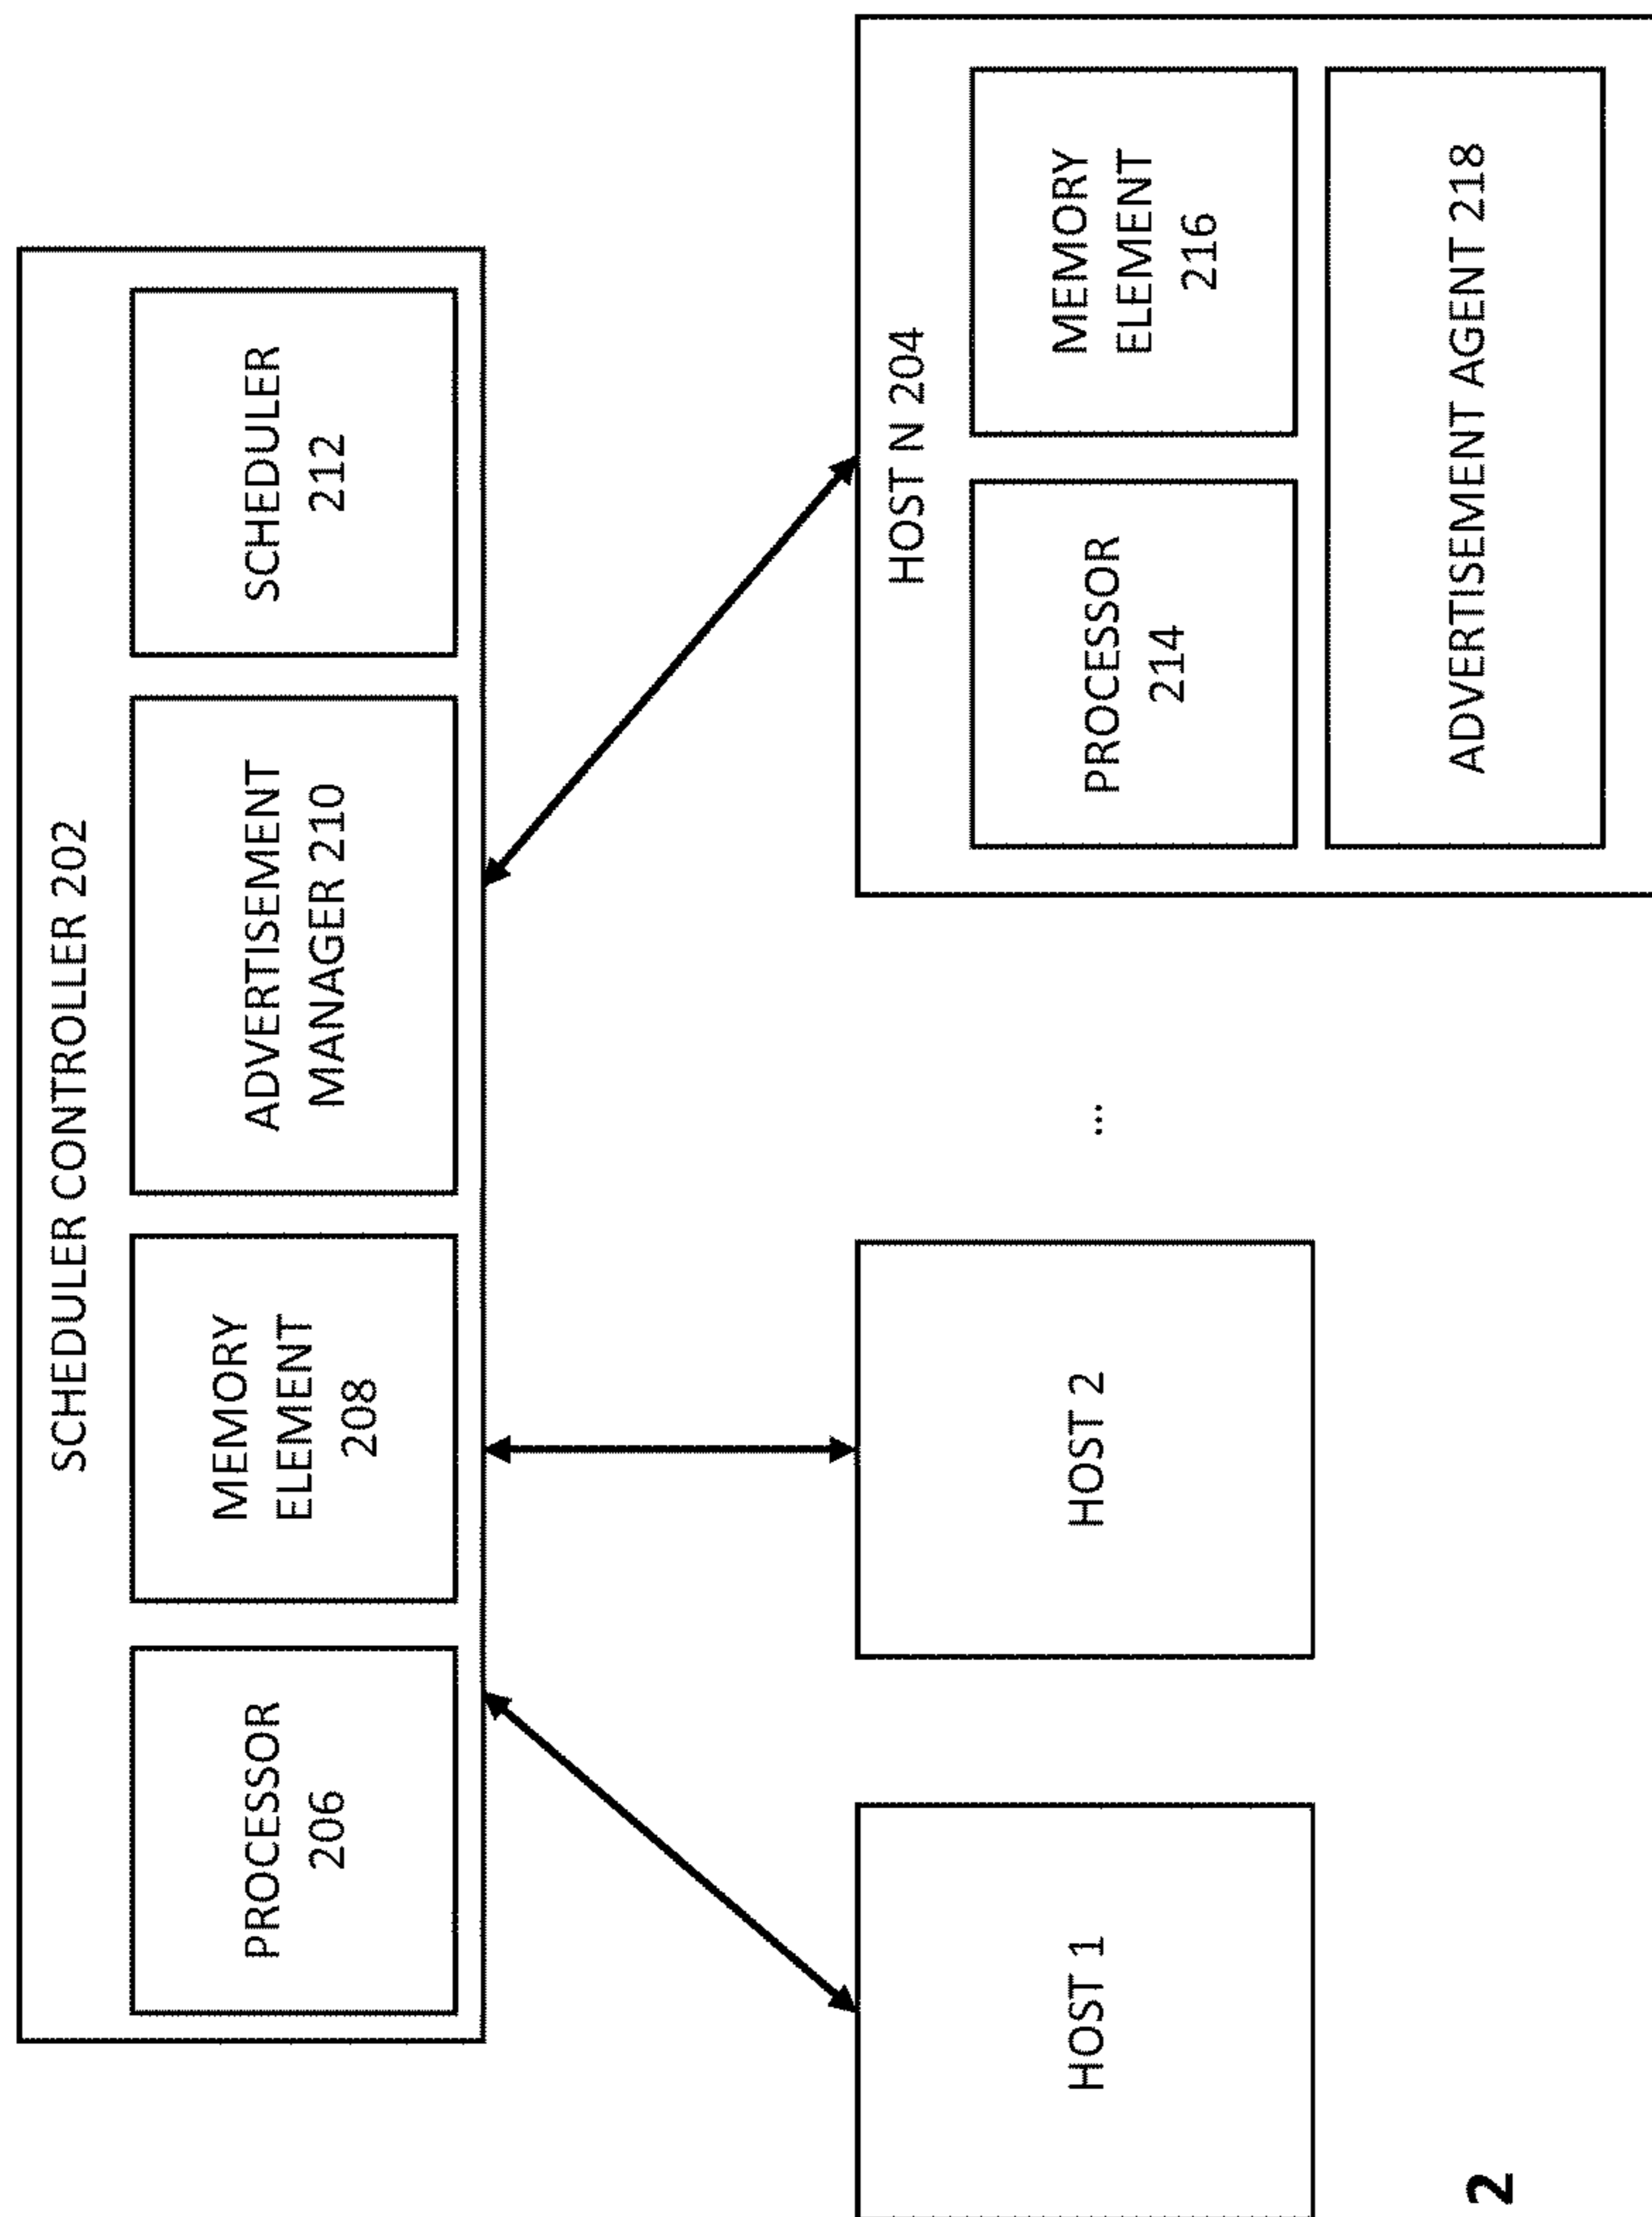 SCHEDULER CONTROLLER 202
PROCESSOR
206
MEMORY
ELEMENT
208
ADVERTISEMENT
MANAGER 210
SCHEDULER
212
HOST 1
HOST 2
...
HOST N 204
PROCESSOR
214
MEMORY
ELEMENT
216
ADVERTISEMENT AGENT 218
2